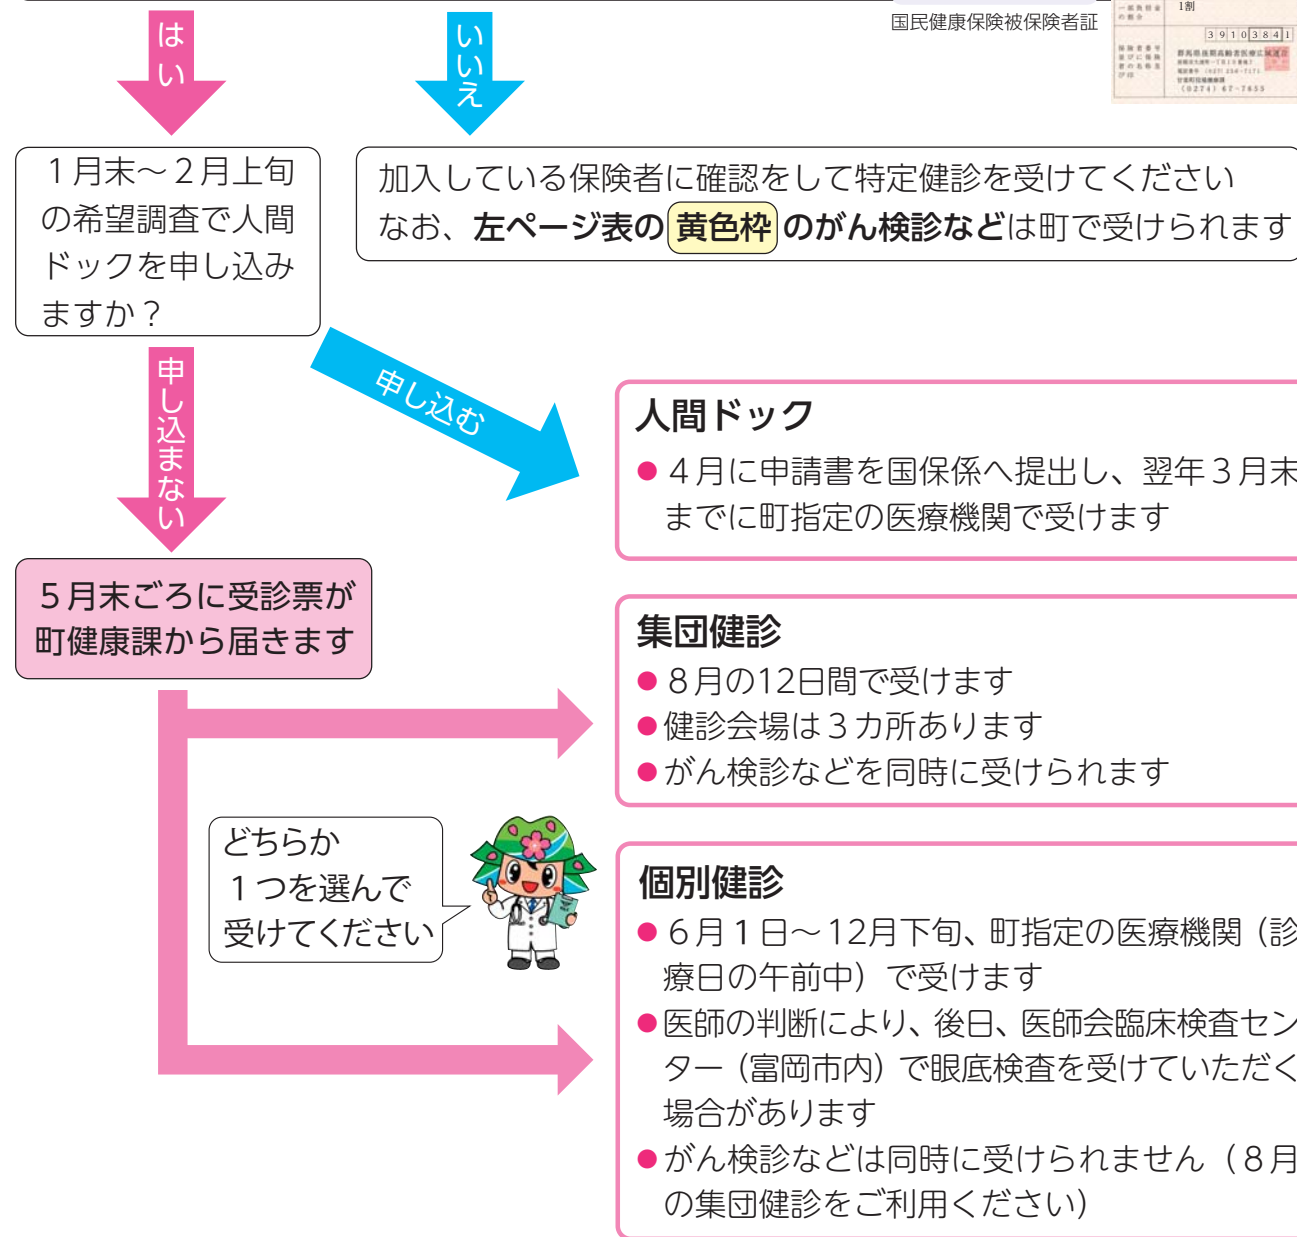 国民健康保険被保険者証
1割
39103841
(0274) 67-7655
はい
いいえ
1月末～2月上旬
の希望調査で人間
ドックを申し込み
ますか？
加入している保険者に確認をして特定健診を受けてください
なお、左ページ表の黄色枠のがん検診などは町で受けられます
申し込まない
申し込む
人間ドック
●4月に申請書を国保係へ提出し、翌年3月末
までに町指定の医療機関で受けます
5月末ごろに受診票が
町健康課から届きます
集団健診
●8月の12日間で受けます
●健診会場は3カ所あります
●がん検診などを同時に受けられます
どちらか
1つを選んで
受けてください
個別健診
●6月1日～12月下旬、町指定の医療機関（診
療日の午前中）で受けます
●医師の判断により、後日、医師会臨床検査セン
ター（富岡市内）で眼底検査を受けていただく
場合があります
●がん検診などは同時に受けられません（8月
の集団健診をご利用ください）